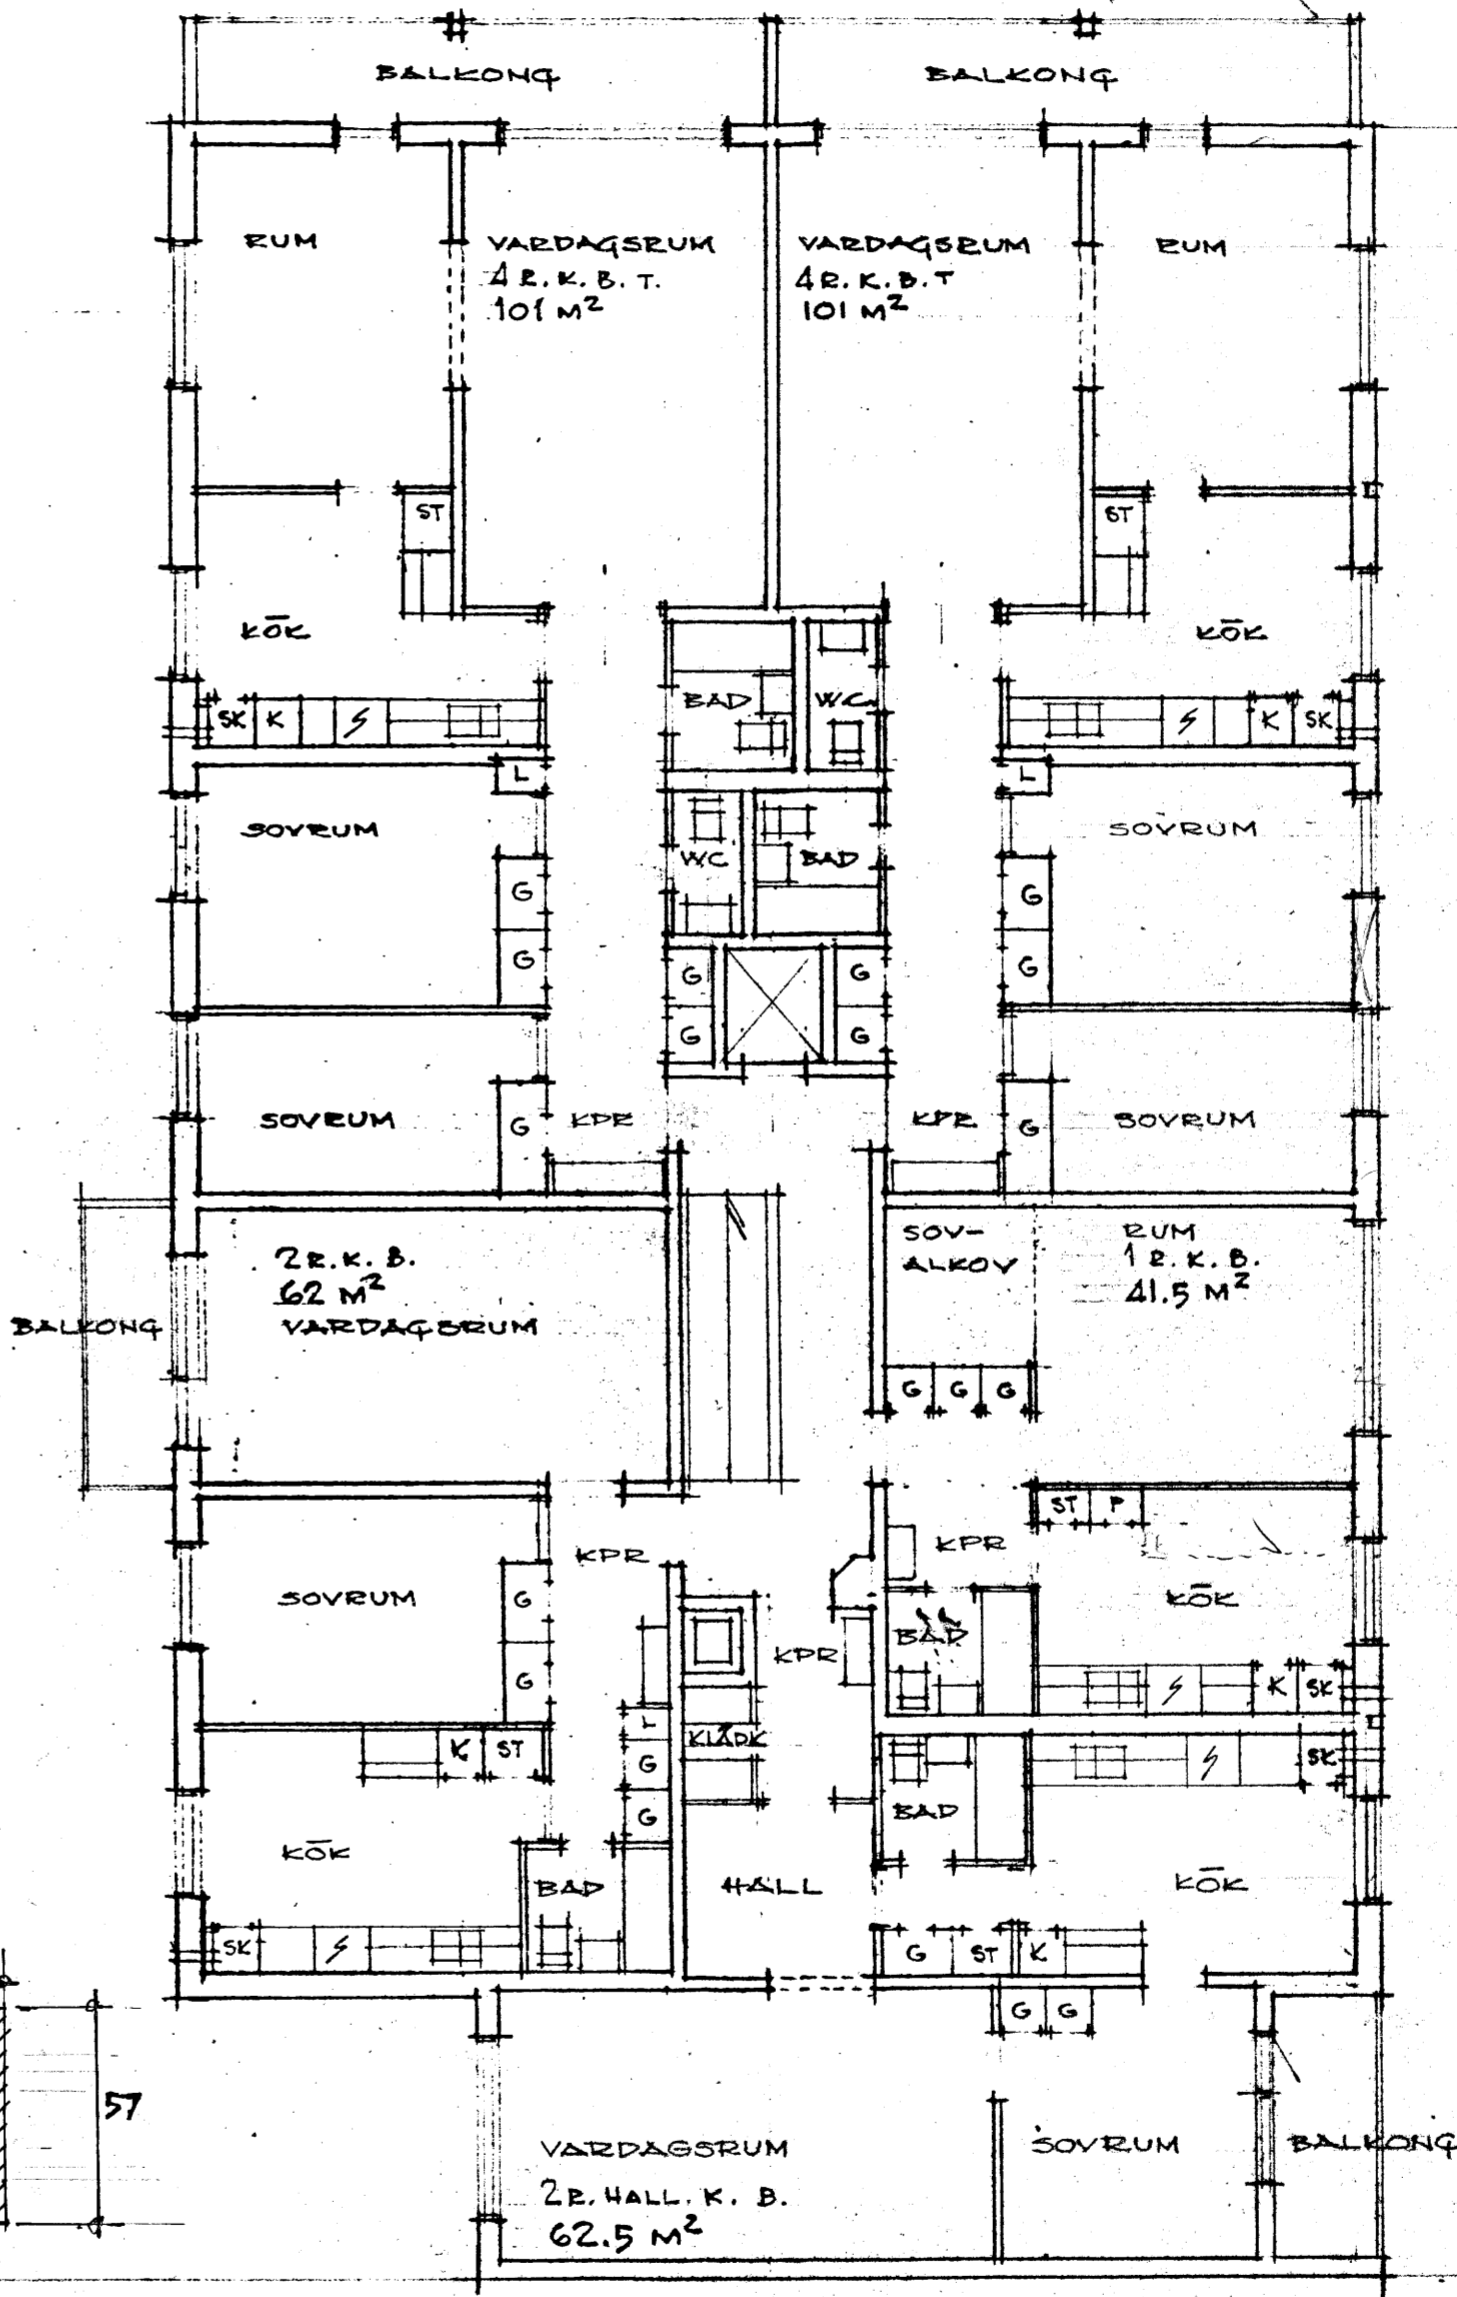 BALKONG
BALKONG
RUM
VARDAGSRUM
4 R. K. B. T.
101 M²
VARDAGSRUM
4 R. K. B. T
101 M²
RUM
ST
ST
KÖK
KÖK
SK K
BAD
WC
K SK
L
L
SOVRUM
SOVRUM
WC
BAD
G
G
G
G
G
G
G
G
SOVRUM
G
KPR
KPR
G
SOVRUM
2 R. K. B.
62 M²
VARDAGSRUM
BALKONG
SOV-
ALKOV
RUM
1 R. K. B.
41.5 M²
G G G
ST P
KPR
KPR
SOVRUM
G
G
KÖK
BAD
KPR
K SK
L
KLÄDK
K ST
G
SK
G
BAD
KÖK
BAD
HALL
KÖK
SK
G ST K
G G
57
VARDAGSRUM
2 R. HALL. K. B.
62.5 M²
SOVRUM
BALKONG